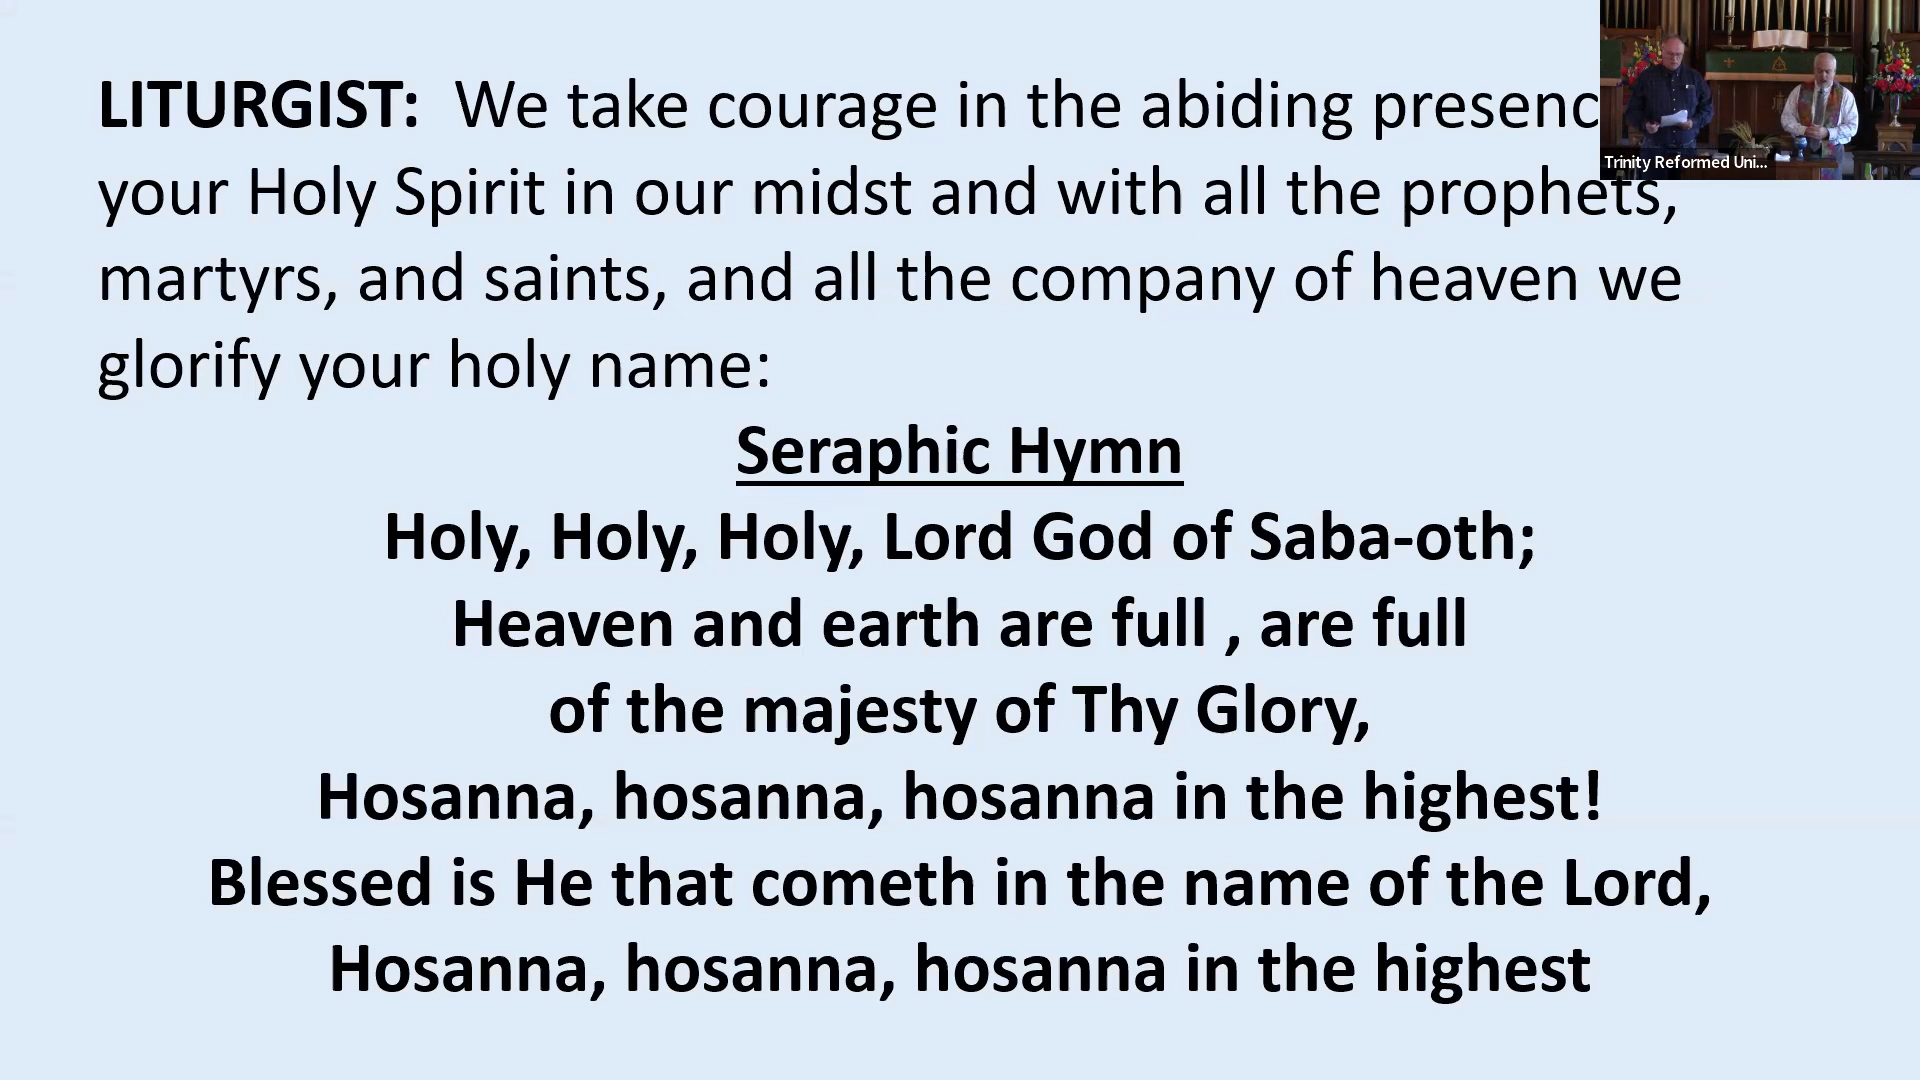 LITURGIST: We take courage in the abiding presenc
your Holy Spirit in our midst and with all the prophets,
martyrs, and saints, and all the company of heaven we
glorify your holy name:
Seraphic Hymn
Holy, Holy, Holy, Lord God of Saba-oth;
Heaven and earth are full , are full
of the majesty of Thy Glory,
Hosanna, hosanna, hosanna in the highest!
Blessed is He that cometh in the name of the Lord,
Hosanna, hosanna, hosanna in the highest
Trinity Reformed Uni...